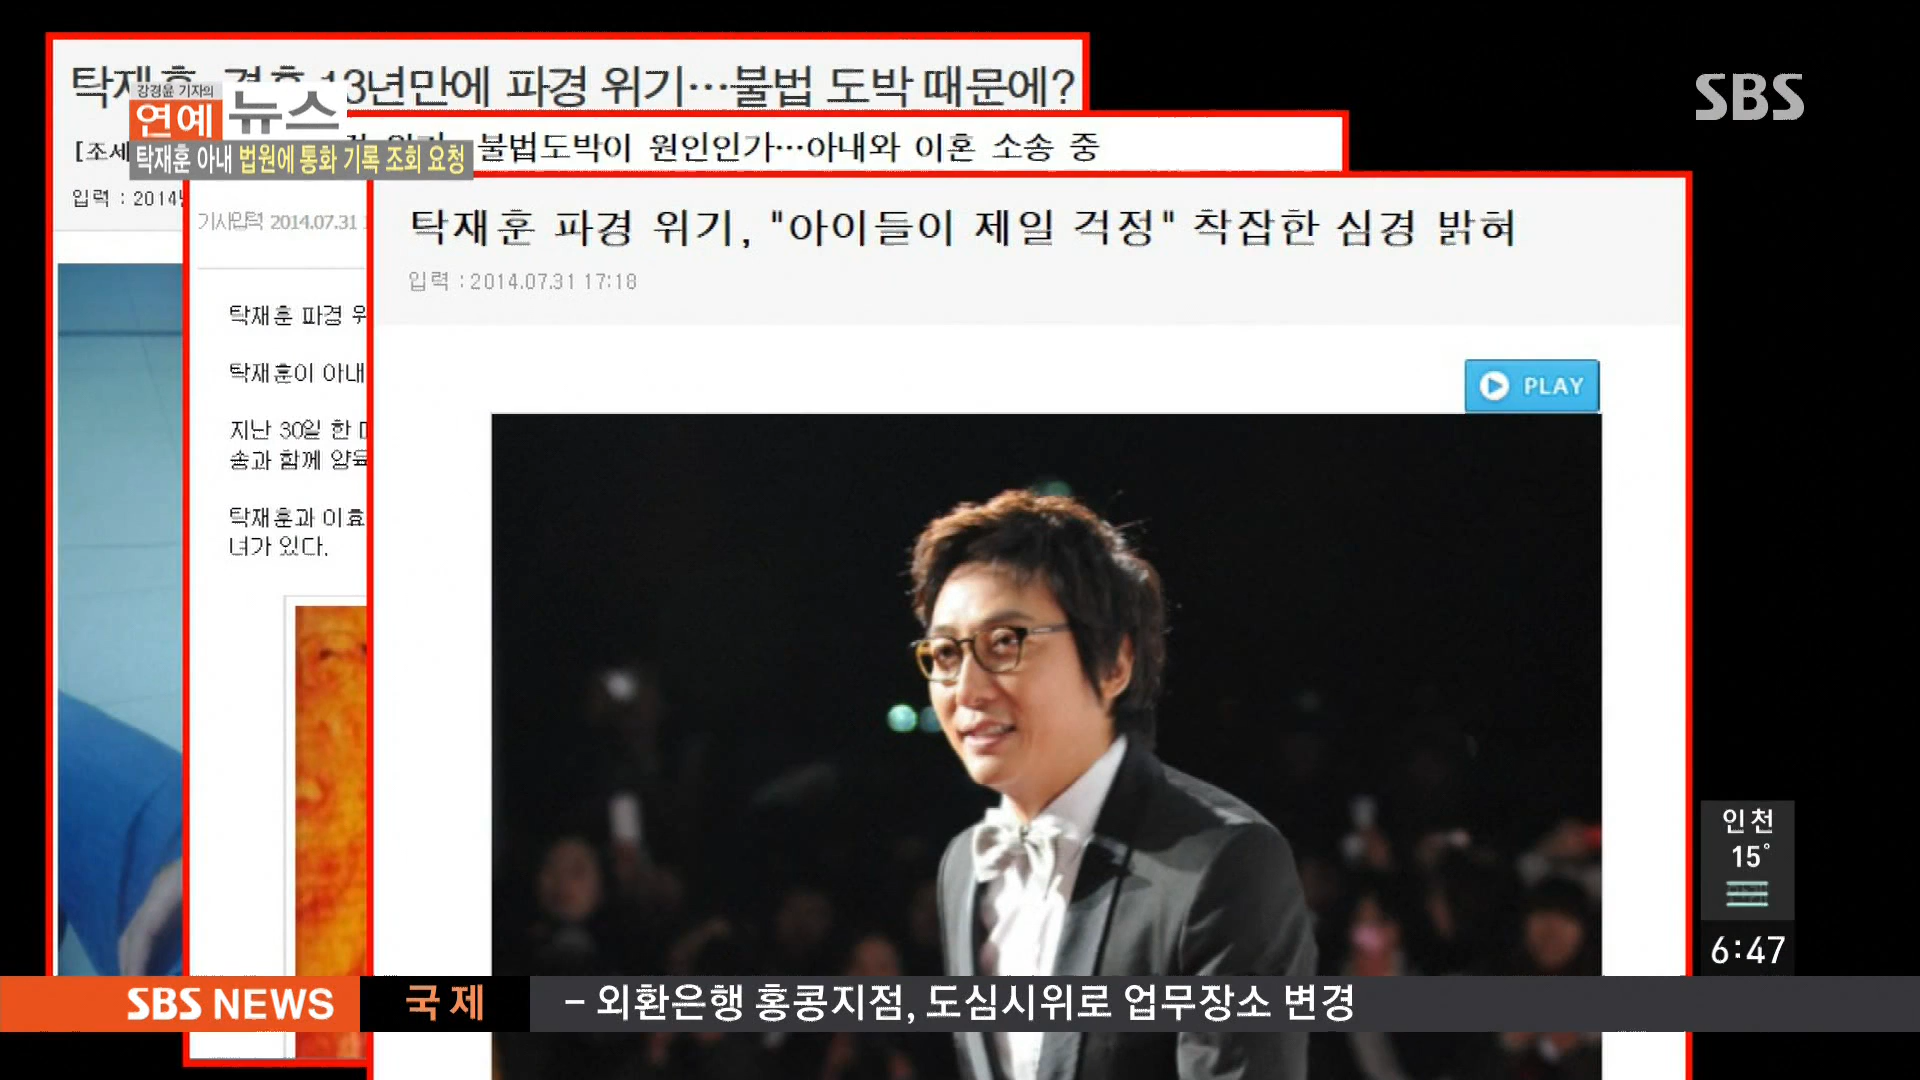 13년만에 파경 위기…불법 도박 때문에?
SBS
강경윤 기자의
연예 뉴스
탁재훈 아내 법원에 통화 기록 조회 요청
[조세
불법도박이 원인인가…아내와 이혼 소송 중
입력 : 2014
기사입력 2014.07.31
탁재훈 파경 위기, "아이들이 제일 걱정" 착잡한 심경 밝혀
입력 : 2014.07.31 17:18
탁재훈 파경
탁재훈이 아내
지난 30일 한
송과 함께 양육
탁재훈과 이효
녀가 있다.
PLAY
인천
15°
6:47
SBS NEWS
국제
- 외환은행 홍콩지점, 도심시위로 업무장소 변경